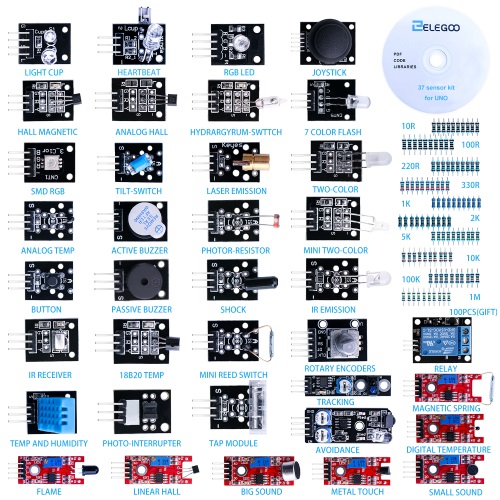 ELEGOO
PDF
CODE
LIBRARIES
37 sensor kit
for UNO
LIGHT CUP
HEARTBEAT
RGB LED
JOYSTICK
HALL MAGNETIC
ANALOG HALL
HYDRARGYRUM-SWTTCH
7 COLOR FLASH
10R
100R
220R
330R
1K
2K
5K
10K
100K
1M
100PCS(GIFT)
SMD RGB
TILT-SWITCH
LASER EMISSION
TWO-COLOR
ANALOG TEMP
ACTIVE BUZZER
PHOTOR-RESISTOR
MINI TWO-COLOR
BUTTON
PASSIVE BUZZER
SHOCK
IR EMISSION
IR RECEIVER
18B20 TEMP
MINI REED SWITCH
ROTARY ENCODERS
RELAY
TRACKING
MAGNETIC SPRING
TEMP AND HUMIDITY
PHOTO-INTERRUPTER
TAP MODULE
AVOIDANCE
DIGITAL TEMPERATURE
FLAME
LINEAR HALL
BIG SOUND
METAL TOUCH
SMALL SOUND